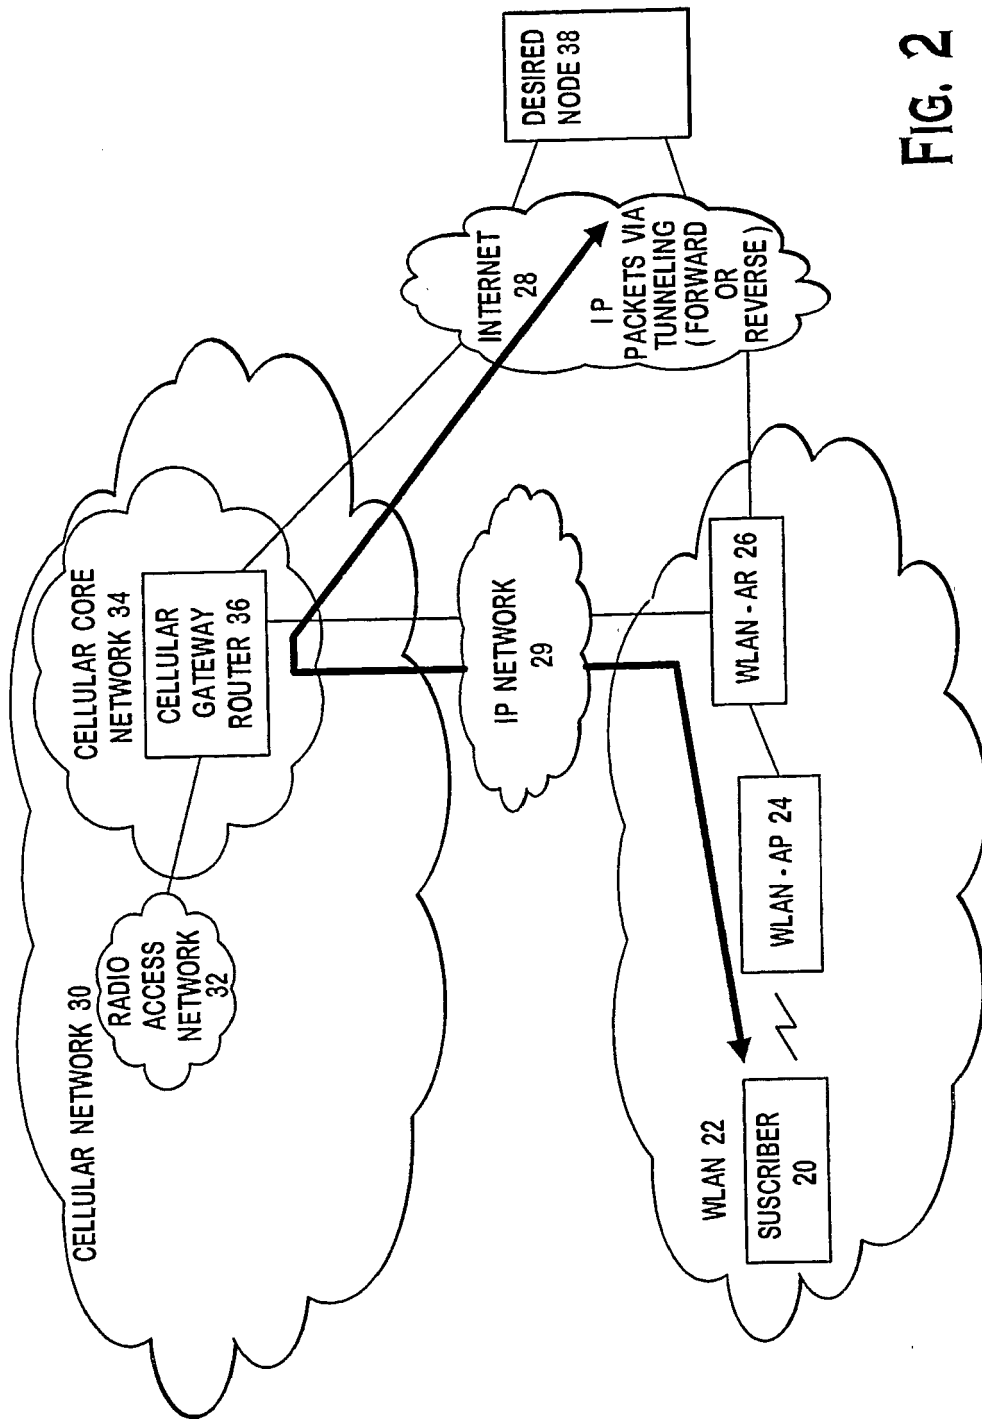 CELLULAR NETWORK 30
RADIO
ACCESS
NETWORK
32
CELLULAR CORE
NETWORK 34
CELLULAR
GATEWAY
ROUTER 36
IP NETWORK
29
INTERNET
28
IP
PACKETS VIA
TUNNELING
(FORWARD
OR
REVERSE)
DESIRED
NODE 38
WLAN 22
SUSCRIBER
20
WLAN - AP 24
WLAN - AR 26
FIG. 2